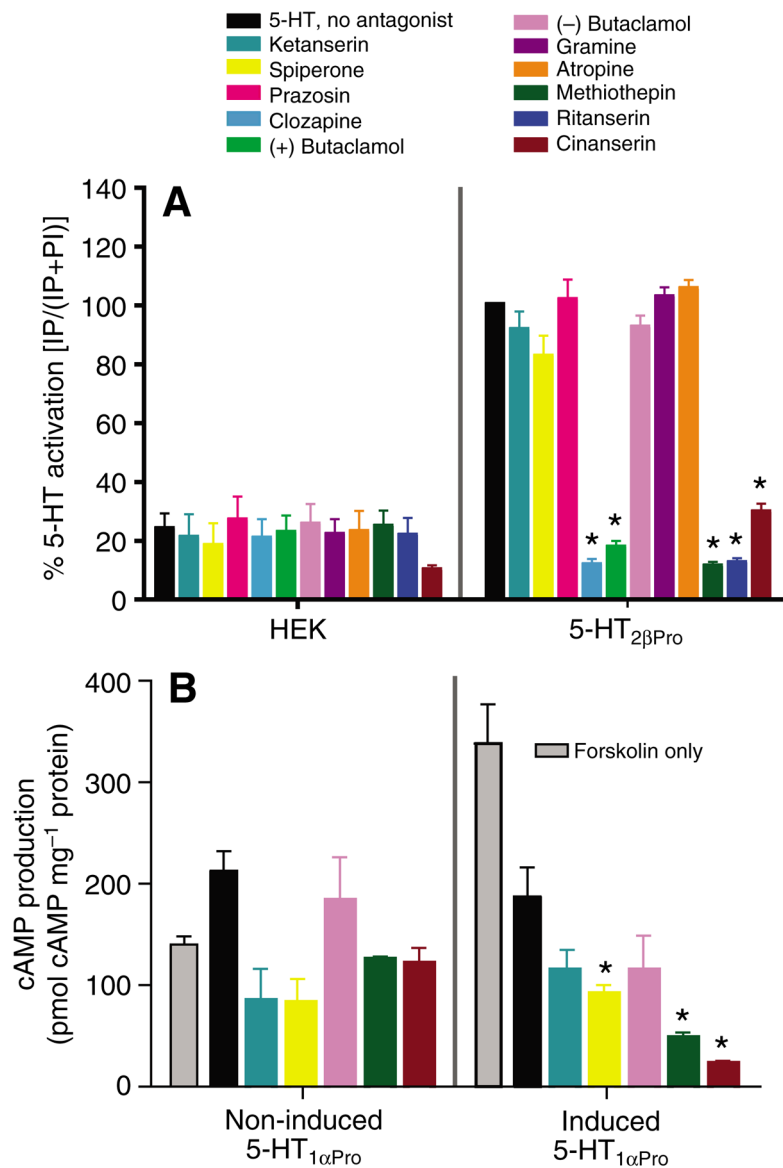 5-HT, no antagonist
Ketanserin
Spiperone
Prazosin
Clozapine
(+) Butaclamol
(–) Butaclamol
Gramine
Atropine
Methiothepin
Ritanserin
Cinanserin
A
% 5-HT activation [IP/(IP+PI)]
140
120
100
80
60
40
20
0
* * * * *
HEK
5-HT2βPro
B
cAMP production
(pmol cAMP mg–1 protein)
400
300
200
100
0
Forskolin only
* * *
Non-induced
5-HT1αPro
Induced
5-HT1αPro